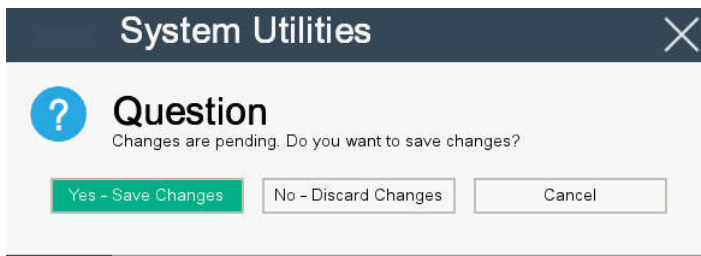 System Utilities
?
Question
Changes are pending. Do you want to save changes?
Yes - Save Changes No - Discard Changes Cancel